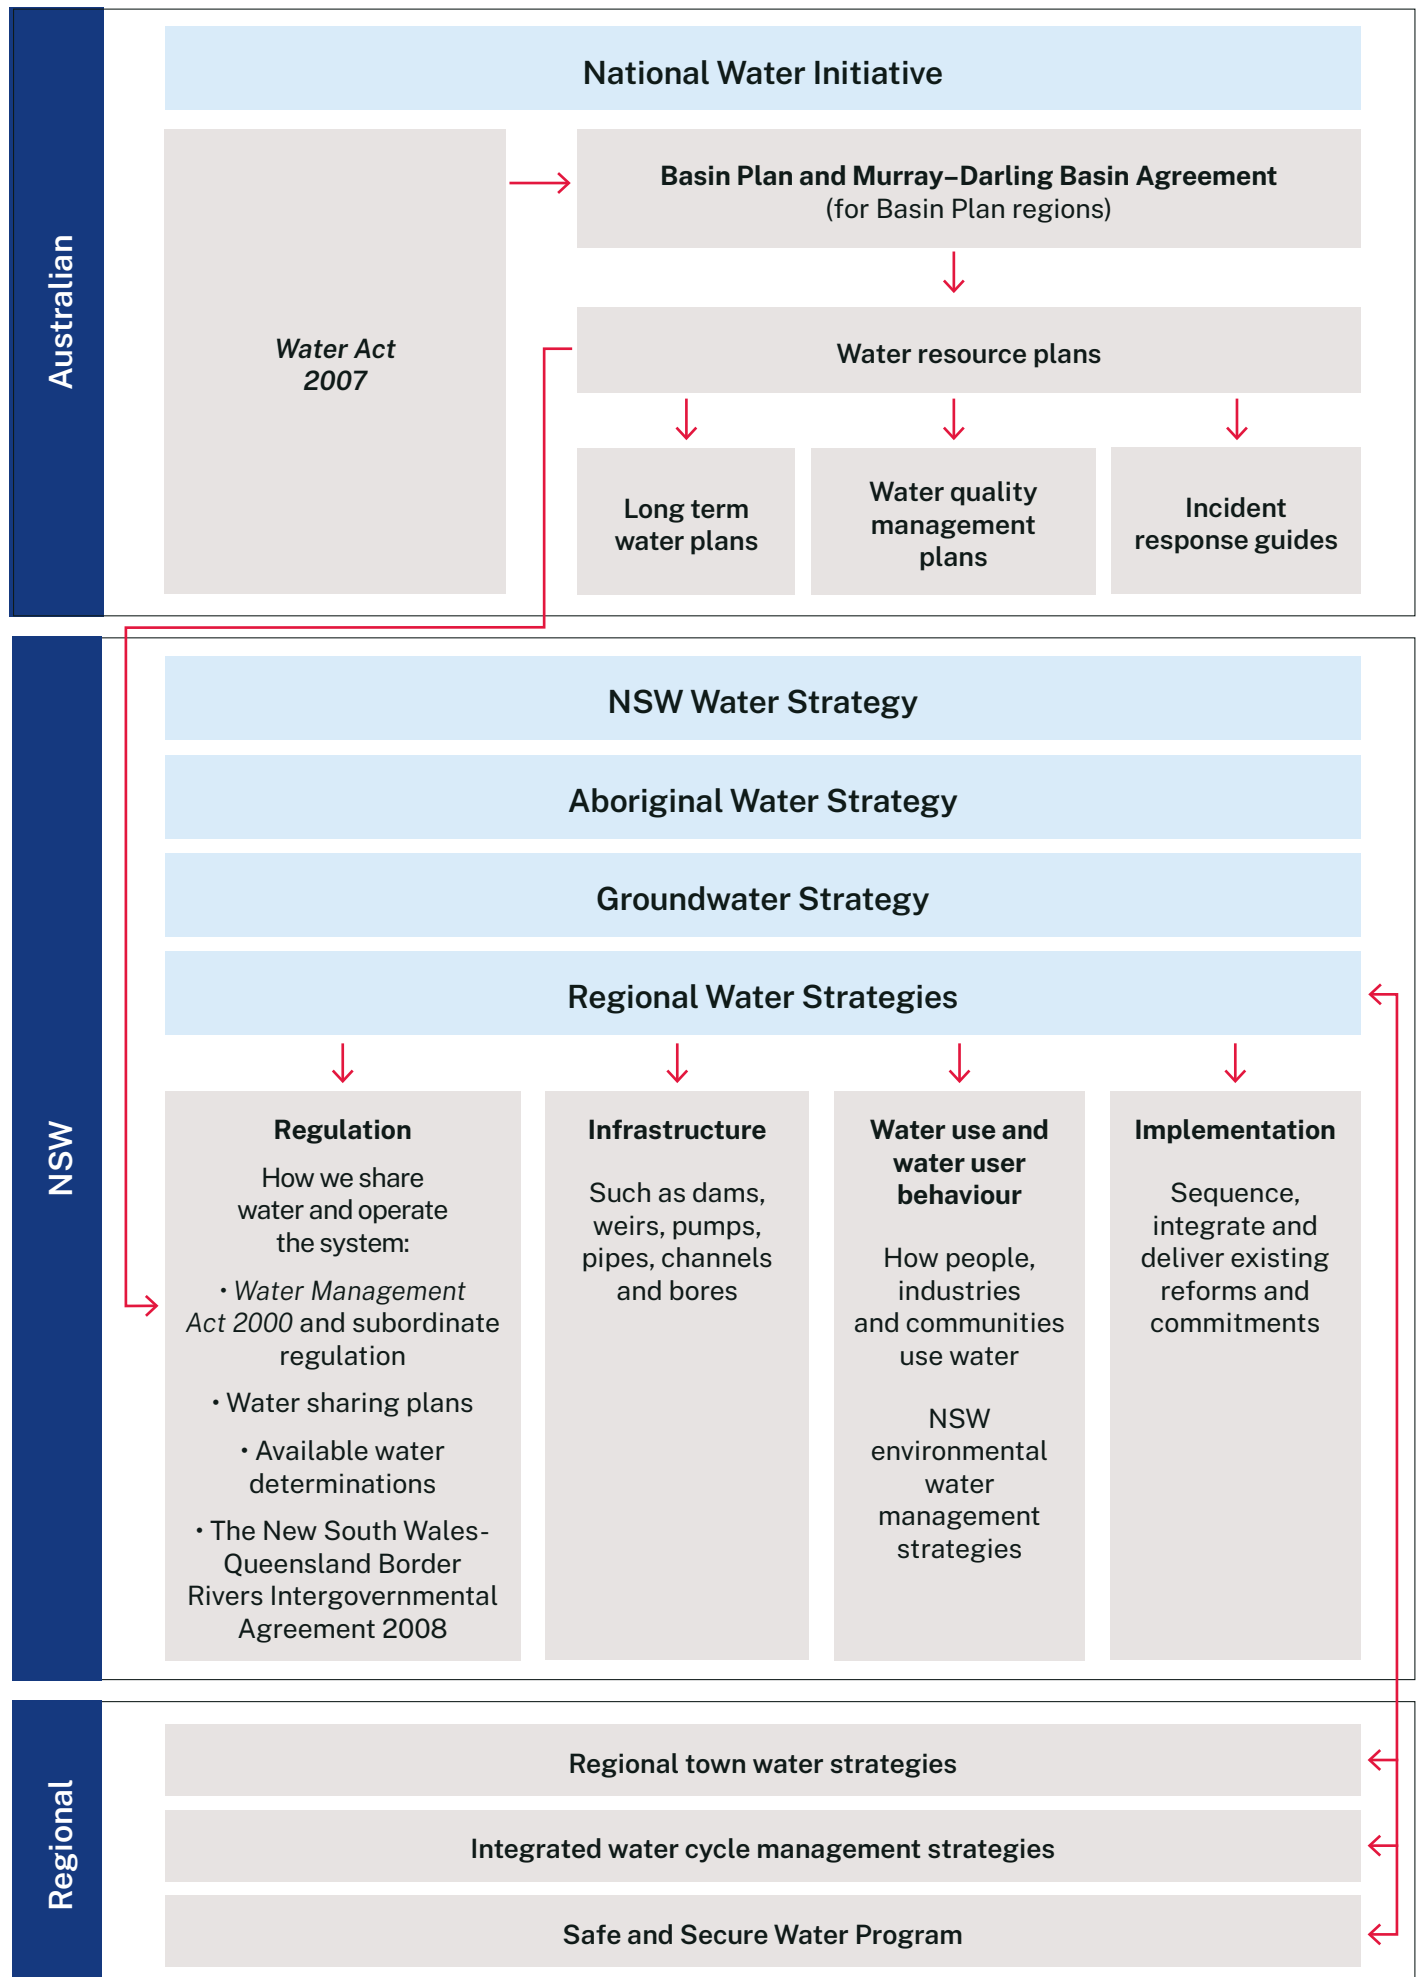 Australian
National Water Initiative
Water Act
2007
Basin Plan and Murray–Darling Basin Agreement
(for Basin Plan regions)
Water resource plans
Long term
water plans
Water quality
management
plans
Incident
response guides
NSW
NSW Water Strategy
Aboriginal Water Strategy
Groundwater Strategy
Regional Water Strategies
Regulation
How we share
water and operate
the system:
• Water Management
Act 2000 and subordinate
regulation
• Water sharing plans
• Available water
determinations
• The New South Wales-
Queensland Border
Rivers Intergovernmental
Agreement 2008
Infrastructure
Such as dams,
weirs, pumps,
pipes, channels
and bores
Water use and
water user
behaviour
How people,
industries
and communities
use water
NSW
environmental
water
management
strategies
Implementation
Sequence,
integrate and
deliver existing
reforms and
commitments
Regional
Regional town water strategies
Integrated water cycle management strategies
Safe and Secure Water Program